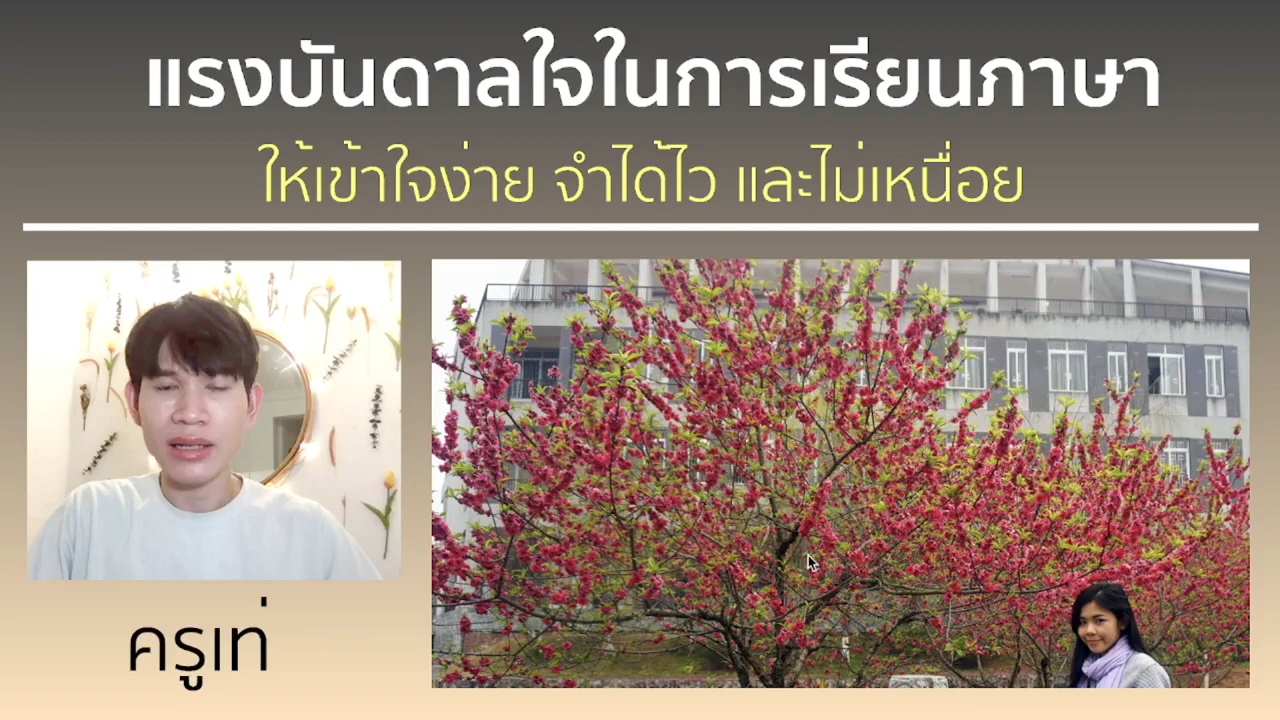 แรงบันดาลใจในการเรียนภาษา
ให้เข้าใจง่าย จำได้ไว และไม่เหนื่อย
ครูเท่